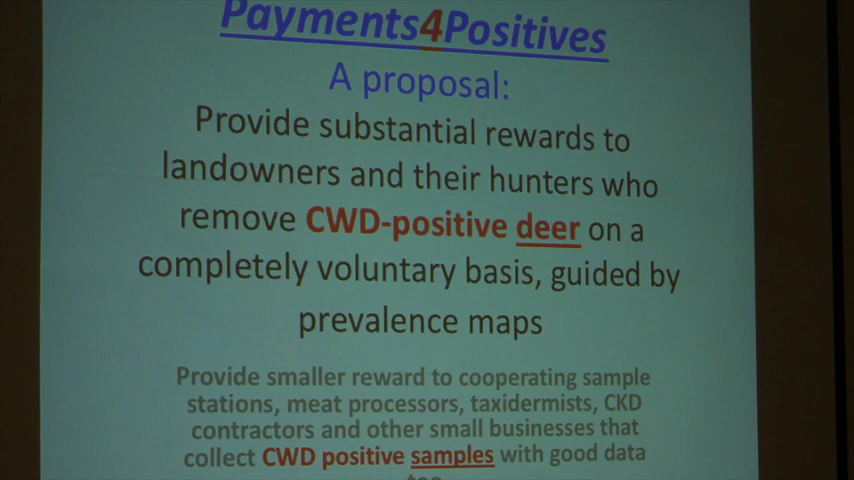 Payments4Positives
A proposal:
Provide substantial rewards to
landowners and their hunters who
remove CWD-positive deer on a
completely voluntary basis, guided by
prevalence maps
Provide smaller reward to cooperating sample
stations, meat processors, taxidermists, CKD
contractors and other small businesses that
collect CWD positive samples with good data